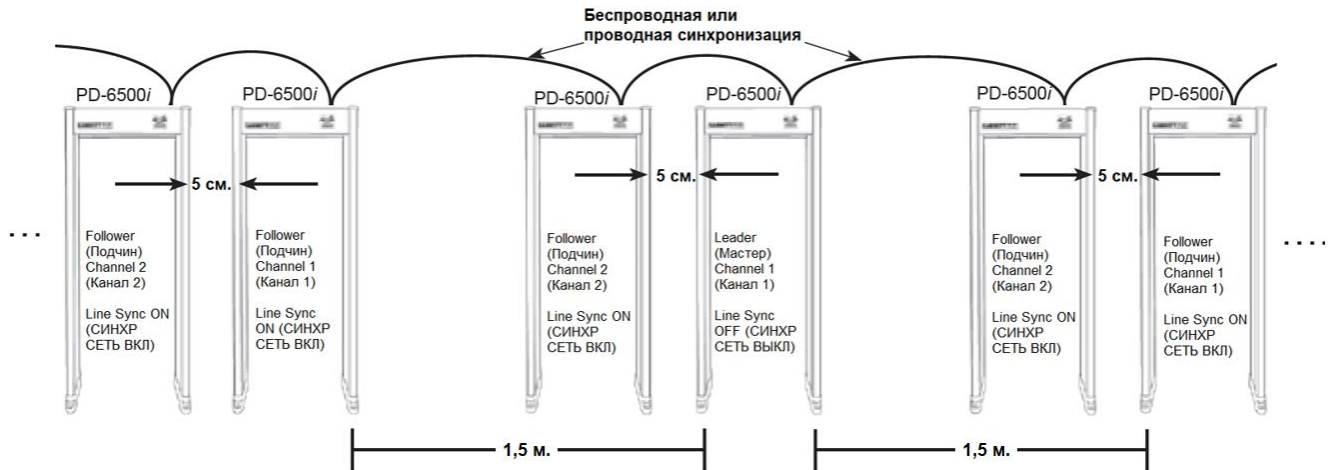 Беспроводная или
проводная синхронизация
PD-6500i
PD-6500i
PD-6500i
PD-6500i
PD-6500i
PD-6500i
5 см.
5 см.
5 см.
Follower
(Подчин)
Channel 2
(Канал 2)
Line Sync ON
(СИНХР
СЕТЬ ВКЛ)
Follower
(Подчин)
Channel 1
(Канал 1)
Line Sync
ON (СИНХР
СЕТЬ ВКЛ)
Follower
(Подчин)
Channel 2
(Канал 2)
Line Sync ON
(СИНХР
СЕТЬ ВКЛ)
Leader
(Мастер)
Channel 1
(Канал 1)
Line Sync
OFF (СИНХР
СЕТЬ ВЫКЛ)
Follower
(Подчин)
Channel 2
(Канал 2)
Line Sync ON
(СИНХР
СЕТЬ ВКЛ)
Follower
(Подчин)
Channel 1
(Канал 1)
Line Sync ON
(СИНХР
СЕТЬ ВКЛ)
1,5 м.
1,5 м.